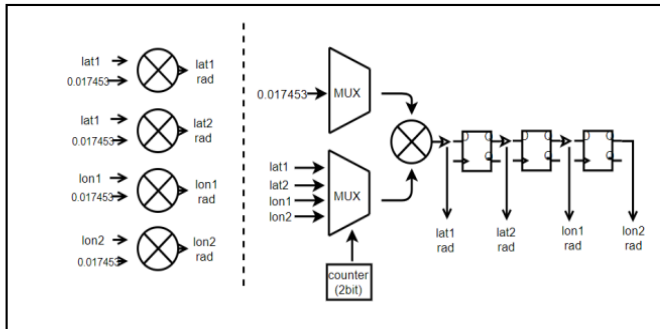 lat1
0.017453
lat1
rad
lat1
0.017453
lat2
rad
lon1
0.017453
lon1
rad
lon2
0.017453
lon2
rad
0.017453
MUX
lat1
lat2
lon1
lon2
MUX
counter
(2bit)
lat1
rad
lat2
rad
lon1
rad
lon2
rad